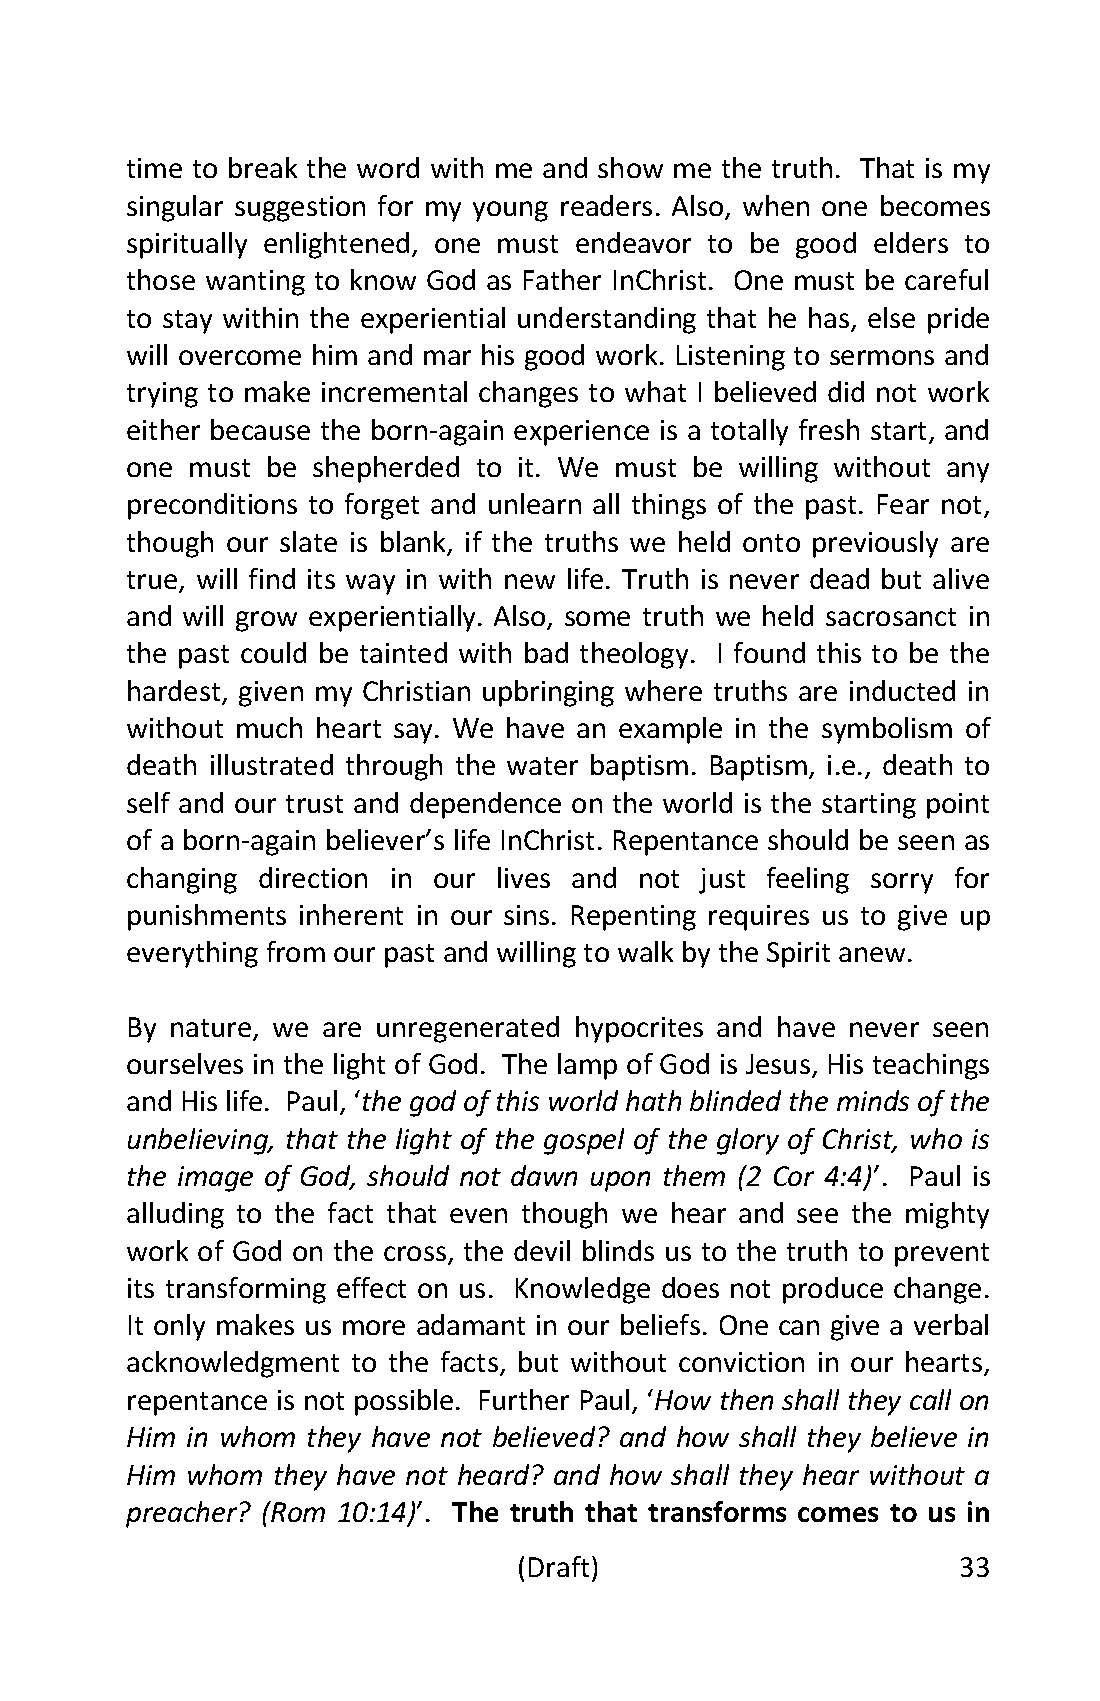 time to break the word with me and show me the truth.  That is my
singular suggestion for my young readers. Also, when one becomes
spiritually enlightened, one must endeavor to be good elders to
those wanting to know God as Father InChrist.  One must be careful
to stay within the experiential understanding that he has, else pride
will overcome him and mar his good work. Listening to sermons and
trying to make incremental changes to what I believed did not work
either because the born-again experience is a totally fresh start, and
one must be shepherded to it. We must be willing without any
preconditions to forget and unlearn all things of the past. Fear not,
though our slate is blank, if the truths we held onto previously are
true, will find its way in with new life. Truth is never dead but alive
and will grow experientially. Also, some truth we held sacrosanct in
the past could be tainted with bad theology.  I found this to be the
hardest, given my Christian upbringing where truths are inducted in
without much heart say. We have an example in the symbolism of
death illustrated through the water baptism. Baptism, i.e., death to
self and our trust and dependence on the world is the starting point
of a born-again believer’s life InChrist. Repentance should be seen as
changing direction in our lives and not just feeling sorry for
punishments inherent in our sins. Repenting requires us to give up
everything from our past and willing to walk by the Spirit anew.
By nature, we are unregenerated hypocrites and have never seen
ourselves in the light of God.  The lamp of God is Jesus, His teachings
and His life.  Paul, ‘the god of this world hath blinded the minds of the
unbelieving, that the light of the gospel of the glory of Christ, who is
the image of God, should not dawn upon them (2 Cor 4:4)’.  Paul is
alluding to the fact that even though we hear and see the mighty
work of God on the cross, the devil blinds us to the truth to prevent
its transforming effect on us.  Knowledge does not produce change.
It only makes us more adamant in our beliefs. One can give a verbal
acknowledgment to the facts, but without conviction in our hearts,
repentance is not possible.  Further Paul, ‘How then shall they call on
Him in whom they have not believed? and how shall they believe in
Him whom they have not heard? and how shall they hear without a
preacher? (Rom 10:14)’.  The truth that transforms comes to us in
(Draft) 33